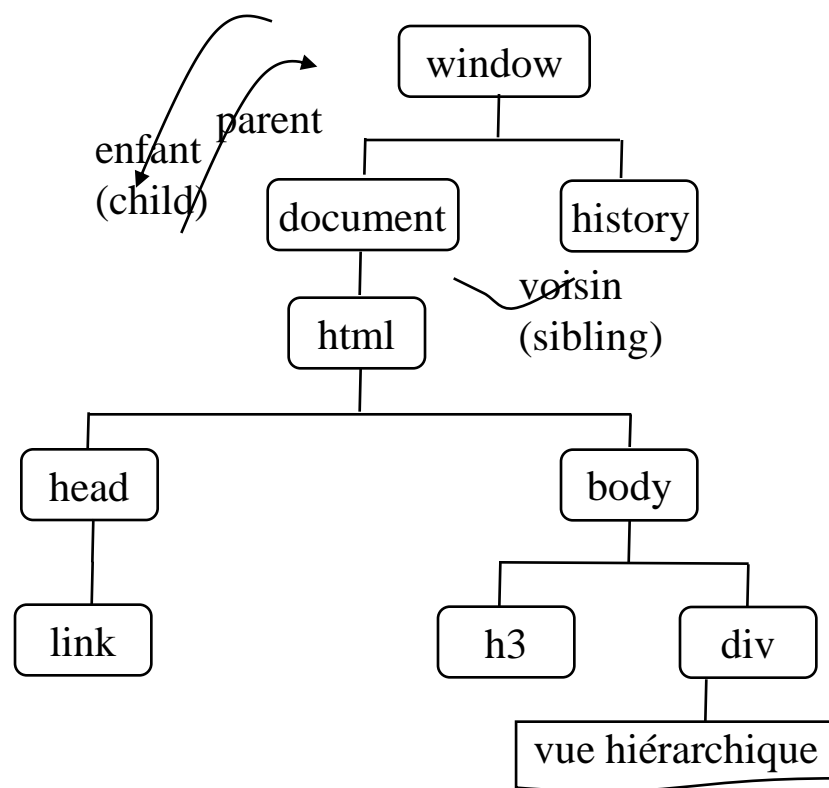 window
parent
enfant
(child)
document
history
voisin
(sibling)
html
head
body
link
h3
div
vue hiérarchique